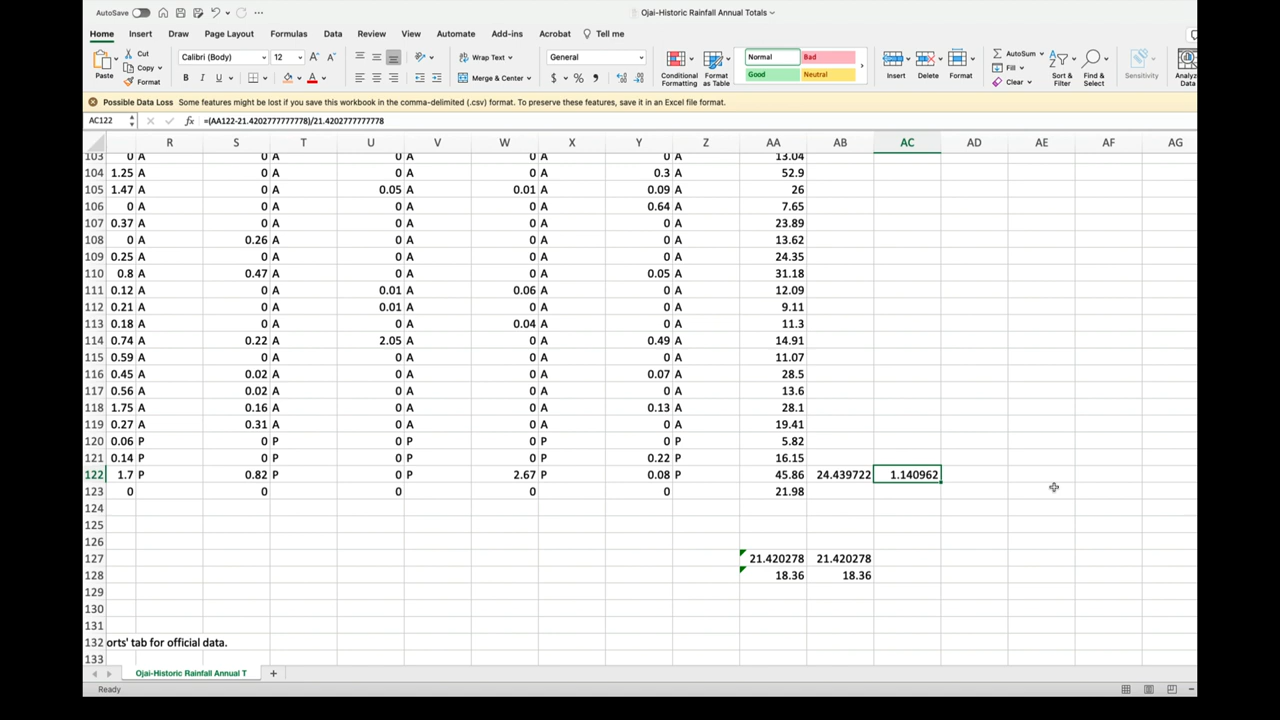 AutoSave Ojai-Historic Rainfall Annual Totals
Home Insert Draw Page Layout Formulas Data Review View Automate Add-ins Acrobat Tell me
Paste Cut Copy Format Calibri (Body) 12 Wrap Text General Conditional Formatting Format as Table Normal Bad Insert Delete Format AutoSum Fill Clear Sort & Filter Find & Select Sensitivity Analyz Data
B I U A Merge & Center $ % Good Neutral
Possible Data Loss Some features might be lost if you save this workbook in the comma-delimited (.csv) format. To preserve these features, save it in an Excel file format.
AC122 fx =(AA122-21.4202777777778)/21.4202777777778
R S T U V W X Y Z AA AB AC AD AE AF AG
103 0 A 0 A 0 A 0 A 0 A 13.04
104 1.25 A 0 A 0 A 0 A 0.3 A 52.9
105 1.47 A 0 A 0.05 A 0.01 A 0.09 A 26
106 0 A 0 A 0 A 0 A 0.64 A 7.65
107 0.37 A 0 A 0 A 0 A 0 A 23.89
108 0 A 0.26 A 0 A 0 A 0 A 13.62
109 0.25 A 0 A 0 A 0 A 0 A 24.35
110 0.8 A 0.47 A 0 A 0 A 0.05 A 31.18
111 0.12 A 0 A 0.01 A 0.06 A 0 A 12.09
112 0.21 A 0 A 0.01 A 0 A 0 A 9.11
113 0.18 A 0 A 0 A 0.04 A 0 A 11.3
114 0.74 A 0.22 A 2.05 A 0 A 0.49 A 14.91
115 0.59 A 0 A 0 A 0 A 0 A 11.07
116 0.45 A 0.02 A 0 A 0 A 0.07 A 28.5
117 0.56 A 0.02 A 0 A 0 A 0 A 13.6
118 1.75 A 0.16 A 0 A 0 A 0.13 A 28.1
119 0.27 A 0.31 A 0 A 0 A 0 A 19.41
120 0.06 P 0 P 0 P 0 P 0 P 5.82
121 0.14 P 0 P 0 P 0 P 0.22 P 16.15
122 1.7 P 0.82 P 0 P 2.67 P 0.08 P 45.86 24.439722 1.140962
123 0 0 0 0 0 21.98
124
125
126
127 21.420278 21.420278
128 18.36 18.36
129
130
131
132 orts' tab for official data.
133
Ojai-Historic Rainfall Annual T +
Ready